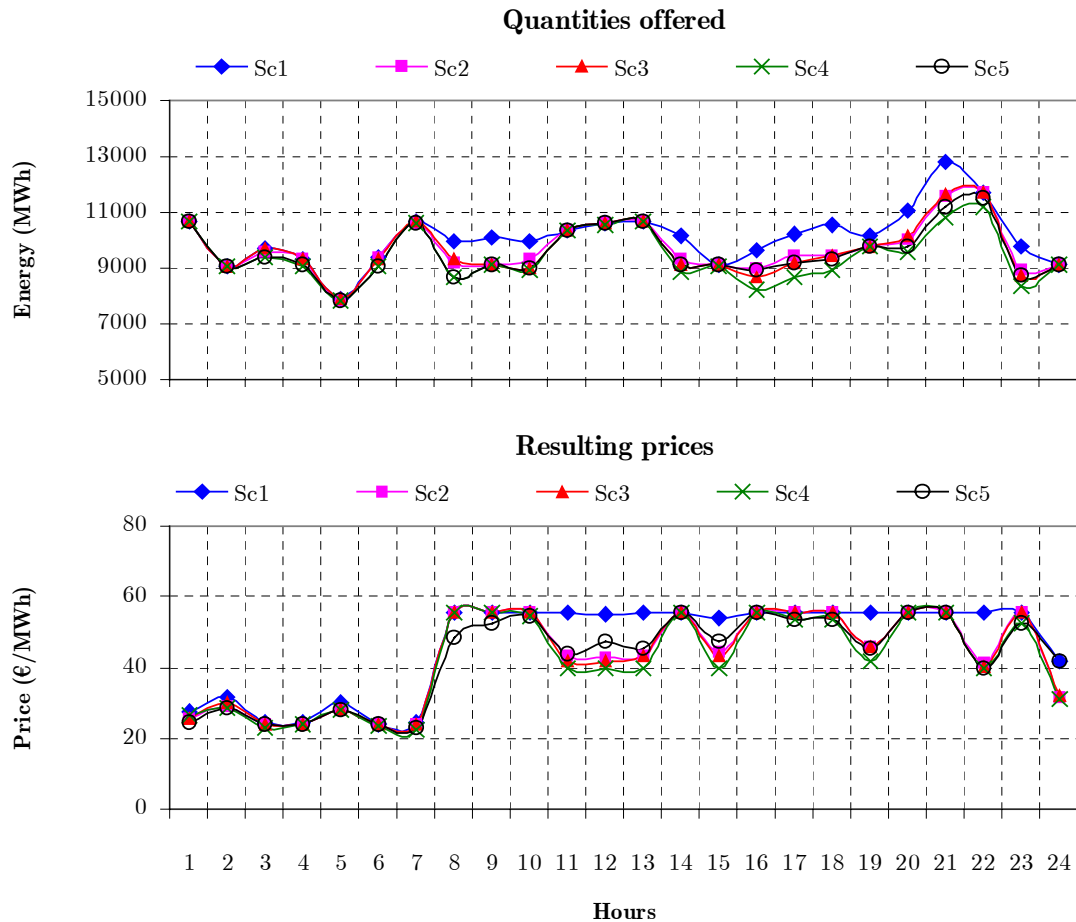 Quantities offered
Sc1 Sc2 Sc3 Sc4 Sc5
15000
13000
11000
9000
7000
5000
Energy (MWh)
Resulting prices
Sc1 Sc2 Sc3 Sc4 Sc5
80
60
40
20
0
Price (€/MWh)
1 2 3 4 5 6 7 8 9 10 11 12 13 14 15 16 17 18 19 20 21 22 23 24
Hours